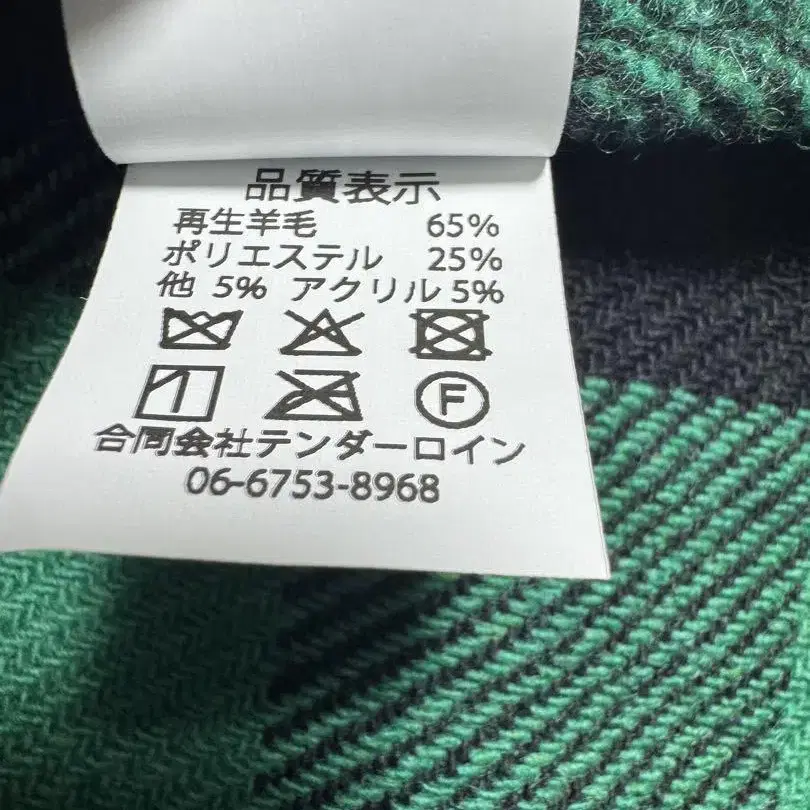 品質表示
再生羊毛 65%
ポリエステル 25%
他 5% アクリル 5%
F
合同会社テンダーロイン
06-6753-8968